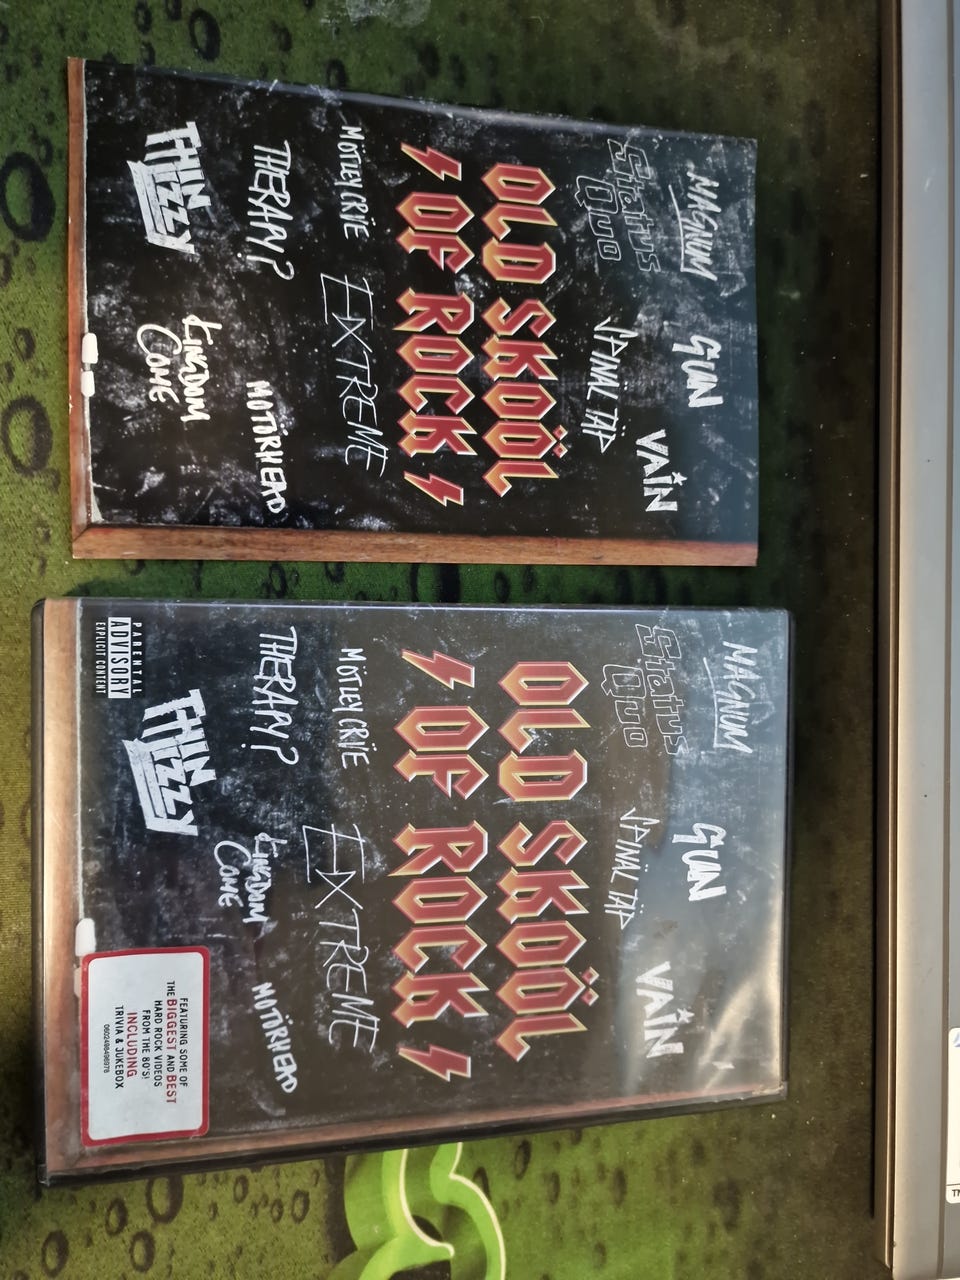 MAGNUM
GUN
Status
Quo
VAIN
SPINAL TAP
OLD SKOÖL
OF ROCK
MÖTLEY CRÜE
EXTREME
THERAPY?
MOTÖRHEAD
THIN
LIZZY
KINGDOM
COME
MAGNUM
GUN
Status
Quo
VAIN
SPINAL TAP
OLD SKOÖL
OF ROCK
MÖTLEY CRÜE
EXTREME
THERAPY?
MOTÖRHEAD
KINGDOM
COME
THIN
LIZZY
PARENTAL
ADVISORY
EXPLICIT CONTENT
FEATURING SOME OF
THE BIGGEST AND BEST
HARD ROCK VIDEOS
FROM THE 80'S!
INCLUDING
TRIVIA & JUKEBOX
0602498496978